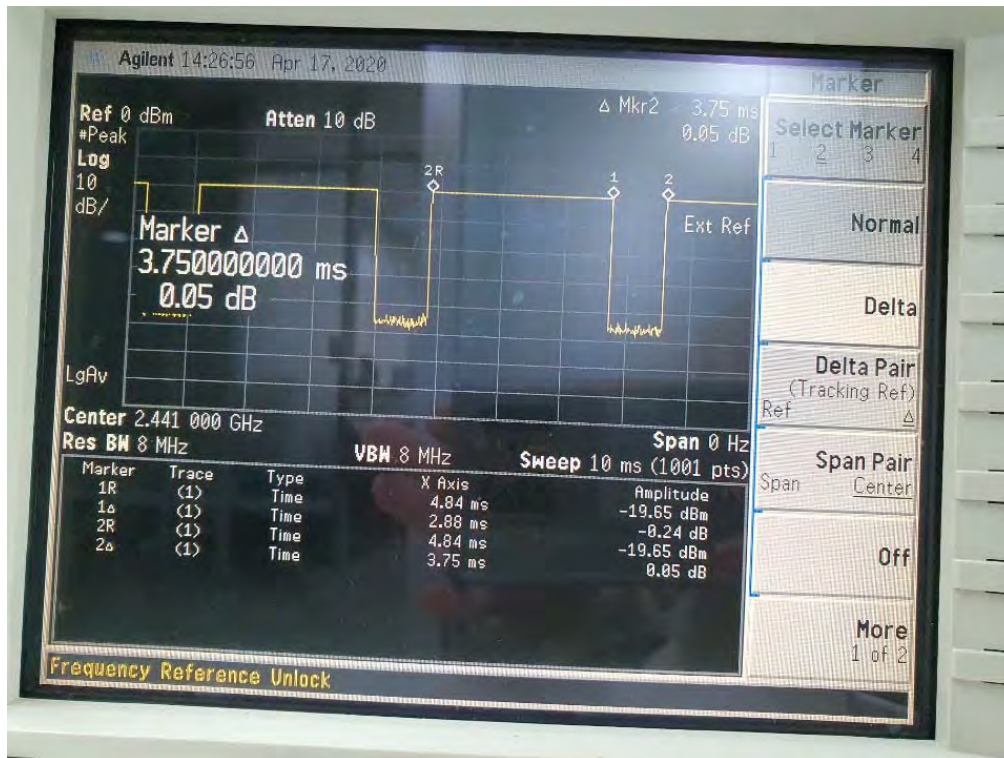 Agilent 14:26:56 Apr 17, 2020
Ref 0 dBm Atten 10 dB
Δ Mkr2 3.75 ms
0.05 dB
#Peak
Log
10
dB/
2R
1
2
Ext Ref
Marker Δ
3.750000000 ms
0.05 dB
LgAv
Center 2.441 000 GHz
Span 0 Hz
Res BW 8 MHz VBW 8 MHz Sweep 10 ms (1001 pts)
Marker Trace Type X Axis Amplitude
1R (1) Time 4.84 ms -19.65 dBm
1Δ (1) Time 2.88 ms -0.24 dB
2R (1) Time 4.84 ms -19.65 dBm
2Δ (1) Time 3.75 ms 0.05 dB
Frequency Reference Unlock
Marker
Select Marker
1 2 3 4
Normal
Delta
Delta Pair
(Tracking Ref)
Ref Δ
Span Pair
Span Center
Off
More
1 of 2